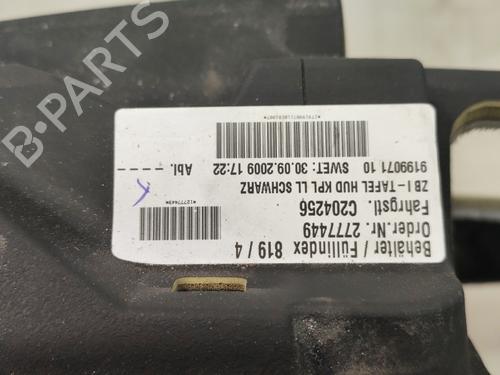 Behälter / Füllindex 819 / 4
Order.Nr. 2777449
Fahrgstl. C204256
ZB I-TAFEL HUD KPL LL SCHWARZ
9199071 10 SWET: 30.09.2009 17:22 Abl. -
*12777449*
B-PARTS